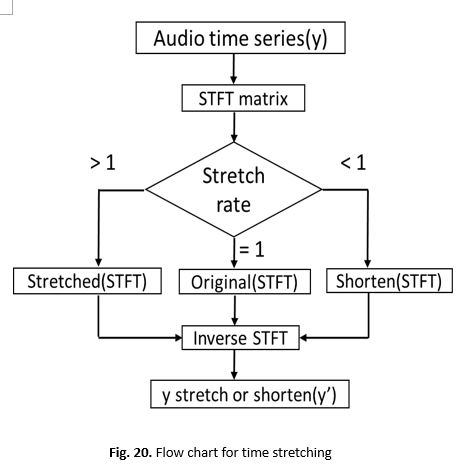 Audio time series(y)
STFT matrix
> 1
< 1
Stretch
rate
= 1
Stretched(STFT)
Original(STFT)
Shorten(STFT)
Inverse STFT
y stretch or shorten(y’)
Fig. 20. Flow chart for time stretching